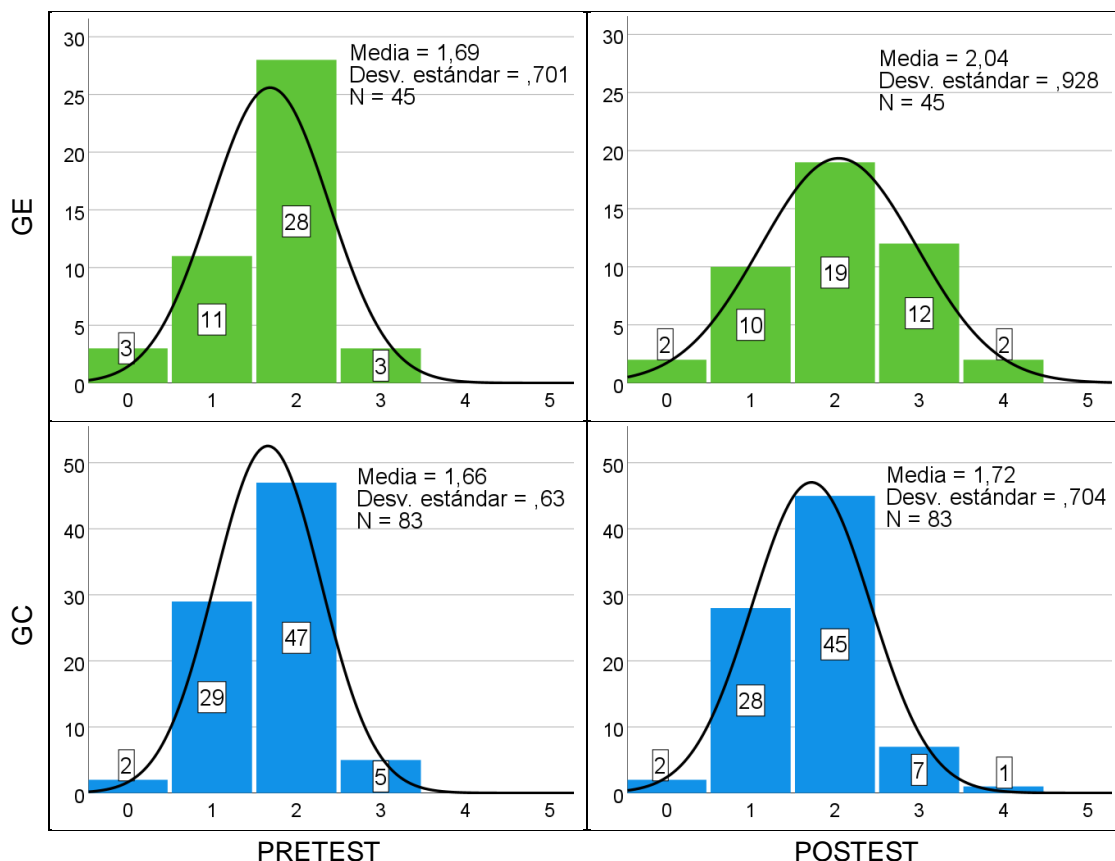 30
25
20
15
10
5
0
Media = 1,69
Desv. estándar = ,701
N = 45
3
11
28
3
0 1 2 3 4 5
GE
30
25
20
15
10
5
0
Media = 2,04
Desv. estándar = ,928
N = 45
2
10
19
12
2
0 1 2 3 4 5
50
40
30
20
10
0
Media = 1,66
Desv. estándar = ,63
N = 83
2
29
47
5
0 1 2 3 4 5
GC
PRETEST
50
40
30
20
10
0
Media = 1,72
Desv. estándar = ,704
N = 83
2
28
45
7
1
0 1 2 3 4 5
POSTEST